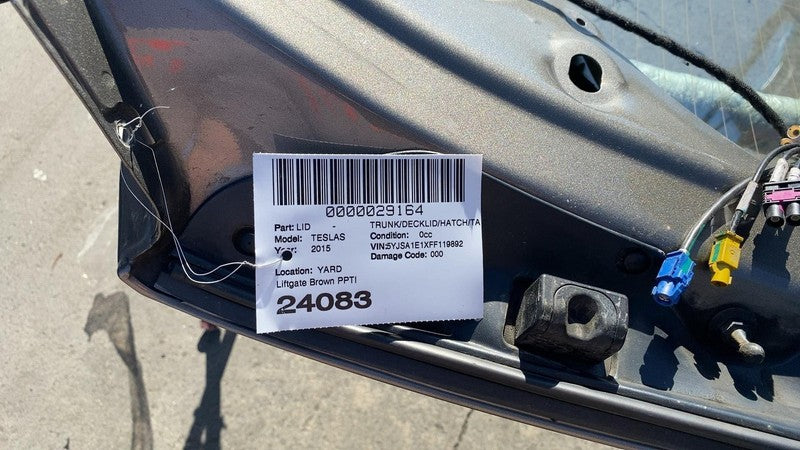 0000029164
Part: LID - TRUNK/DECKLID/HATCH/TA
Model: TESLAS Condition: 0cc
Year: 2015 VIN:5YJSA1E1XFF119892
Damage Code: 000
Location: YARD
Liftgate Brown PPTI
24083